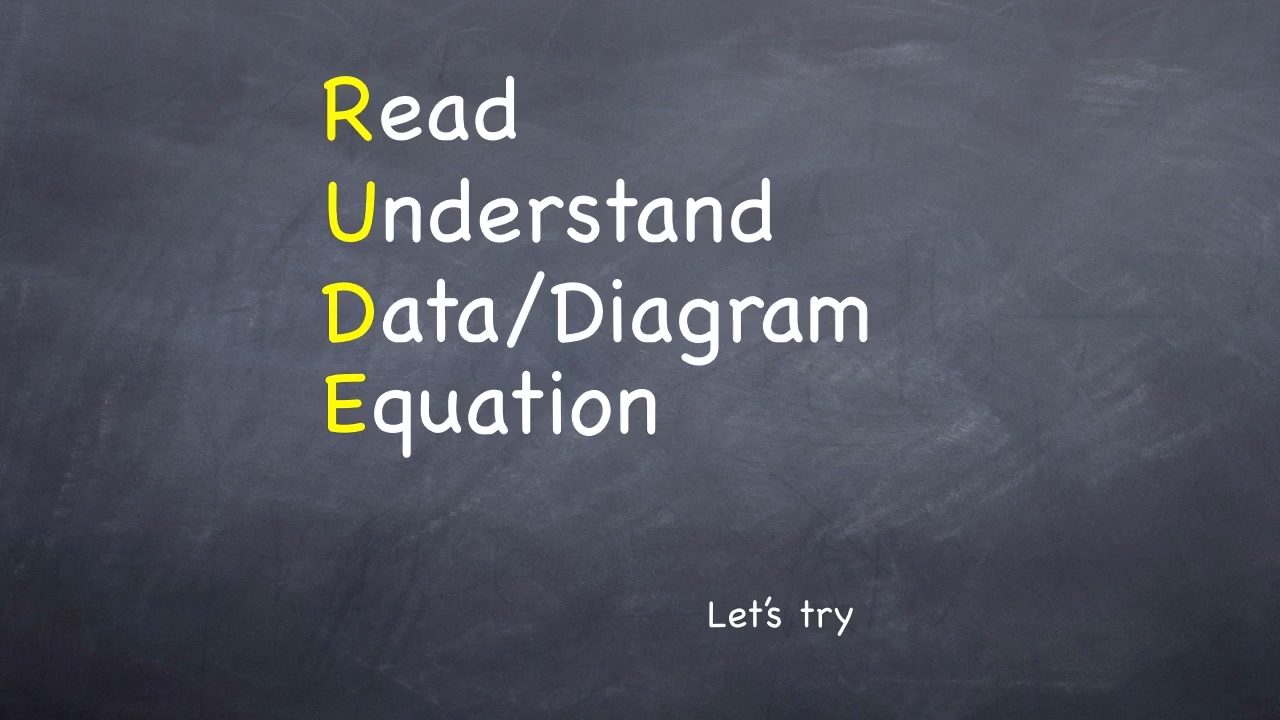 Read
Understand
Data/Diagram
Equation
Let's try